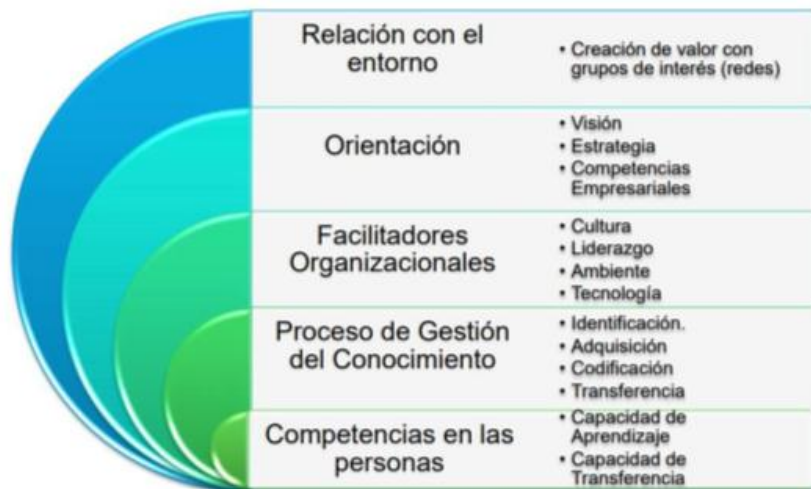 Relación con el
entorno
• Creación de valor con
grupos de interés (redes)
Orientación
• Visión
• Estrategia
• Competencias
Empresariales
Facilitadores
Organizacionales
• Cultura
• Liderazgo
• Ambiente
• Tecnología
Proceso de Gestión
del Conocimiento
• Identificación.
• Adquisición
• Codificación
• Transferencia
Competencias en las
personas
• Capacidad de
Aprendizaje
• Capacidad de
Transferencia